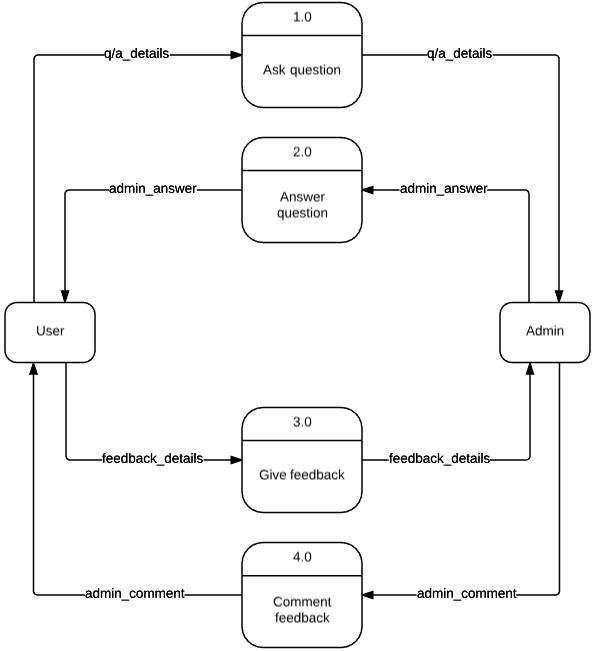 1.0
q/a_details
q/a_details
Ask question
2.0
admin_answer
admin_answer
Answer
question
User
Admin
3.0
feedback_details
feedback_details
Give feedback
4.0
admin_comment
admin_comment
Comment
feedback